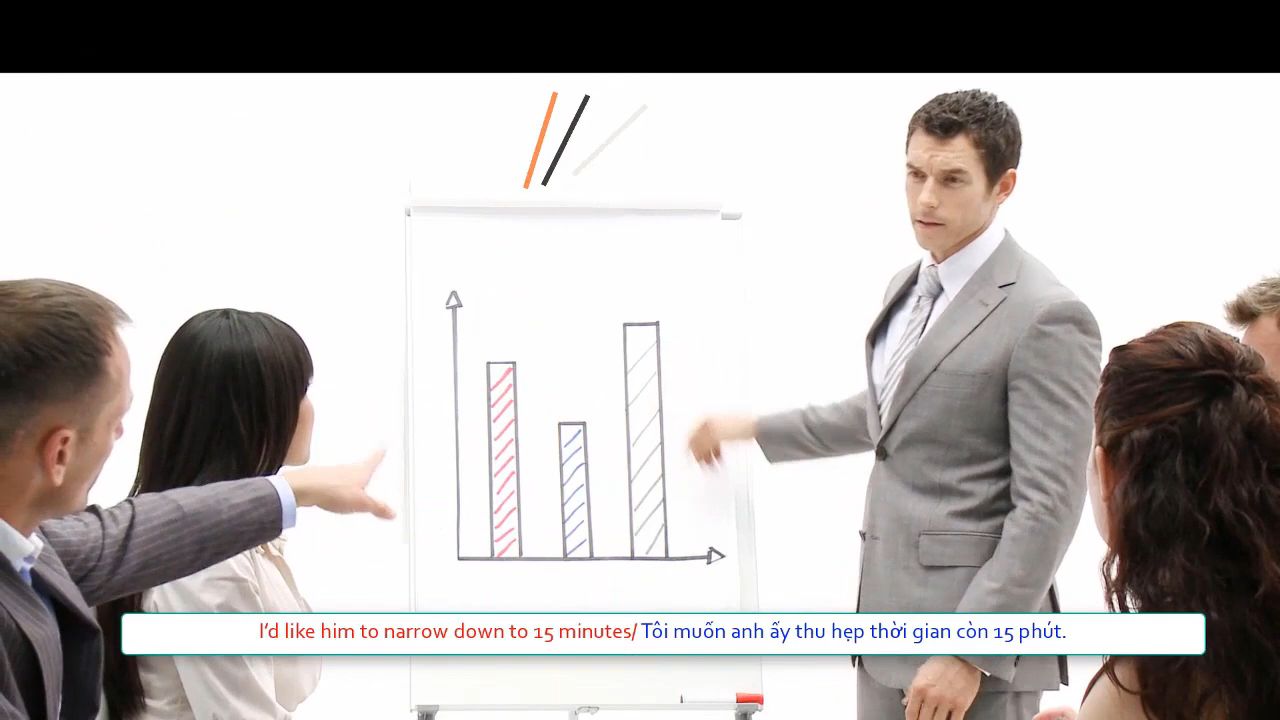 I'd like him to narrow down to 15 minutes/ Tôi muốn anh ấy thu hẹp thời gian còn 15 phút.